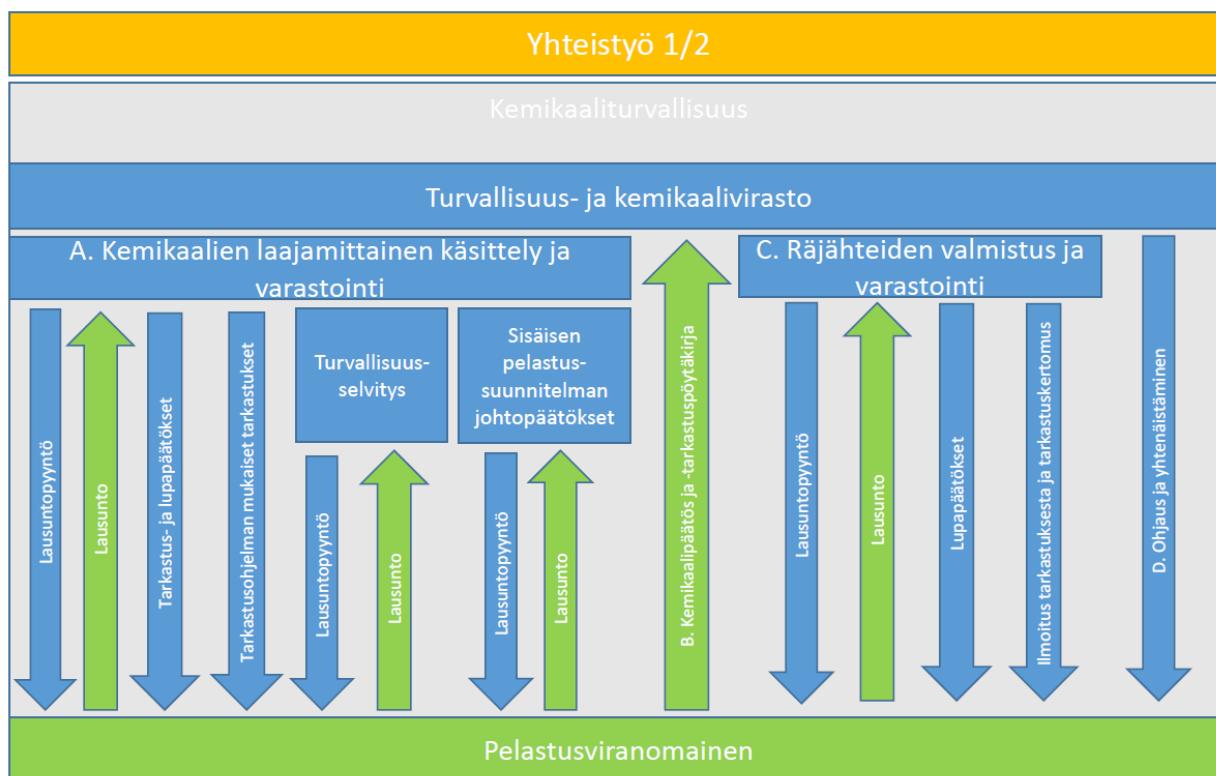 Yhteistyö 1/2
Kemikaaliturvallisuus
Turvallisuus- ja kemikaalivirasto
A. Kemikaalien laajamittainen käsittely ja
varastointi
Lausuntopyyntö
Lausunto
Tarkastus- ja lupapäätökset
Tarkastusohjelman mukaiset tarkastukset
Turvallisuus-
selvitys
Lausuntopyyntö
Lausunto
Sisäisen
pelastus-
suunnitelman
johtopäätökset
Lausuntopyyntö
Lausunto
B. Kemikaalipäätös ja -tarkastuspöytäkirja
C. Räjähteiden valmistus ja
varastointi
Lausuntopyyntö
Lausunto
Lupapäätökset
Ilmoitus tarkastuksesta ja tarkastuskertomus
D. Ohjaus ja yhtenäistäminen
Pelastusviranomainen